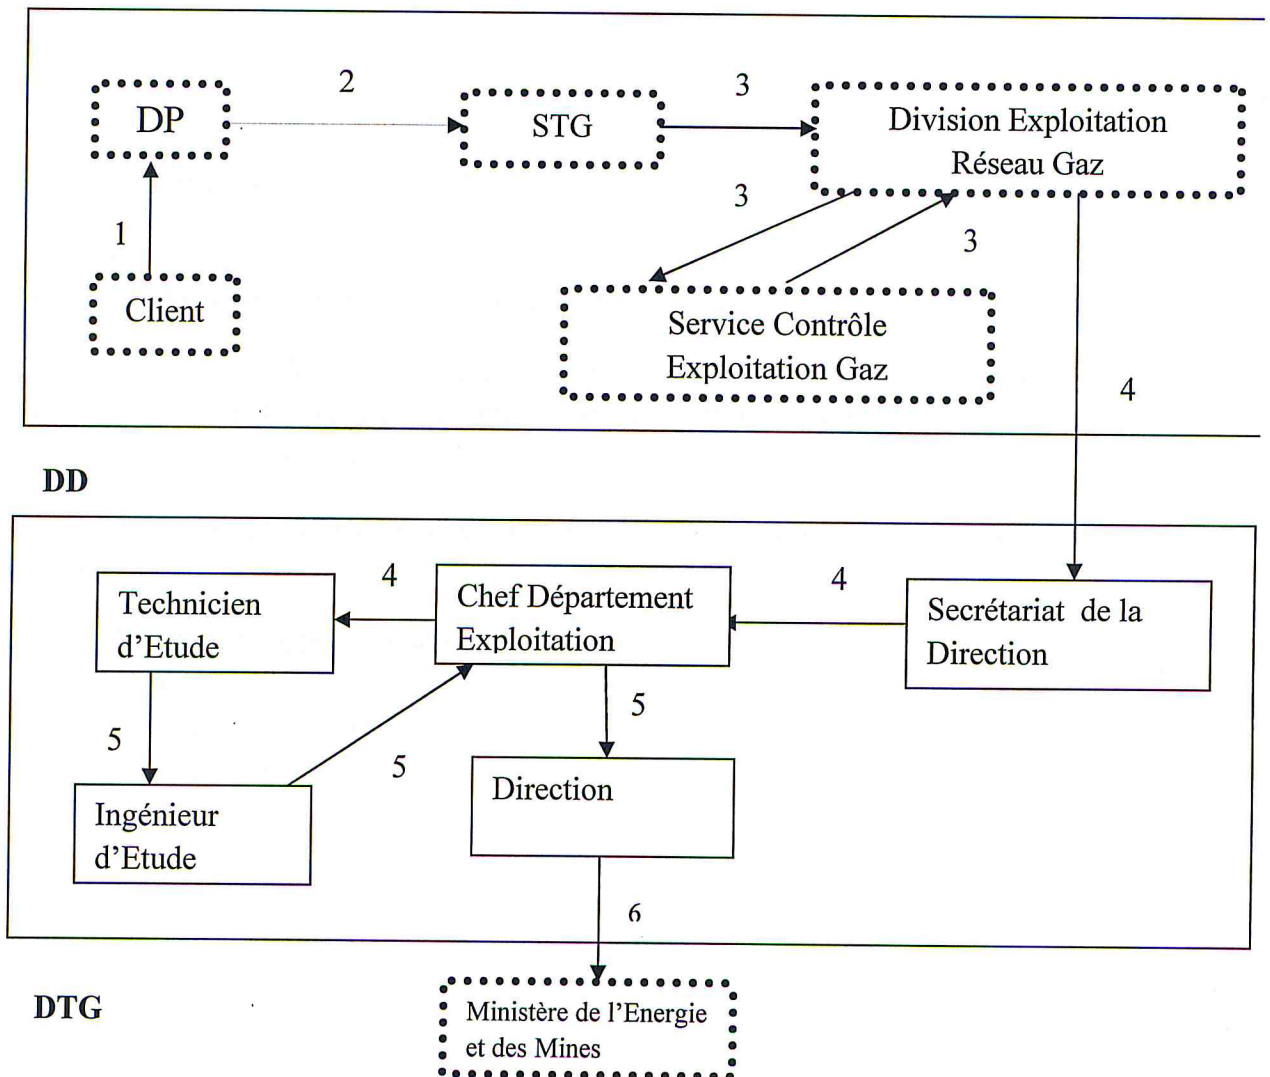 2
3
DP
STG
Division Exploitation
Réseau Gaz
3
3
1
Client
Service Contrôle
Exploitation Gaz
4
DD
4
4
Technicien
d'Etude
Chef Département
Exploitation
Secrétariat de la
Direction
5
5
5
Direction
Ingénieur
d'Etude
6
DTG
Ministère de l'Energie
et des Mines